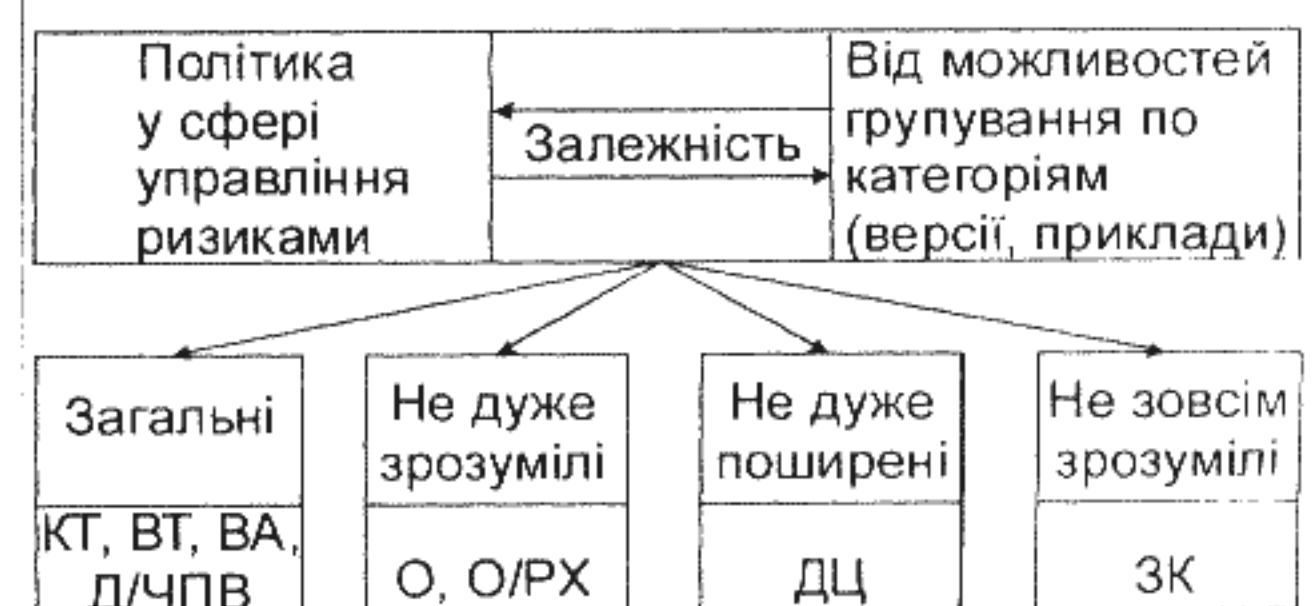 Політика
у сфері
управління
ризиками
Залежність
Від можливостей
групування по
категоріям
(версії, приклади)
Загальні
КТ, ВТ, ВА,
Д/ЧПВ
Не дуже
зрозумілі
О, О/РХ
Не дуже
поширені
ДЦ
Не зовсім
зрозумілі
ЗК